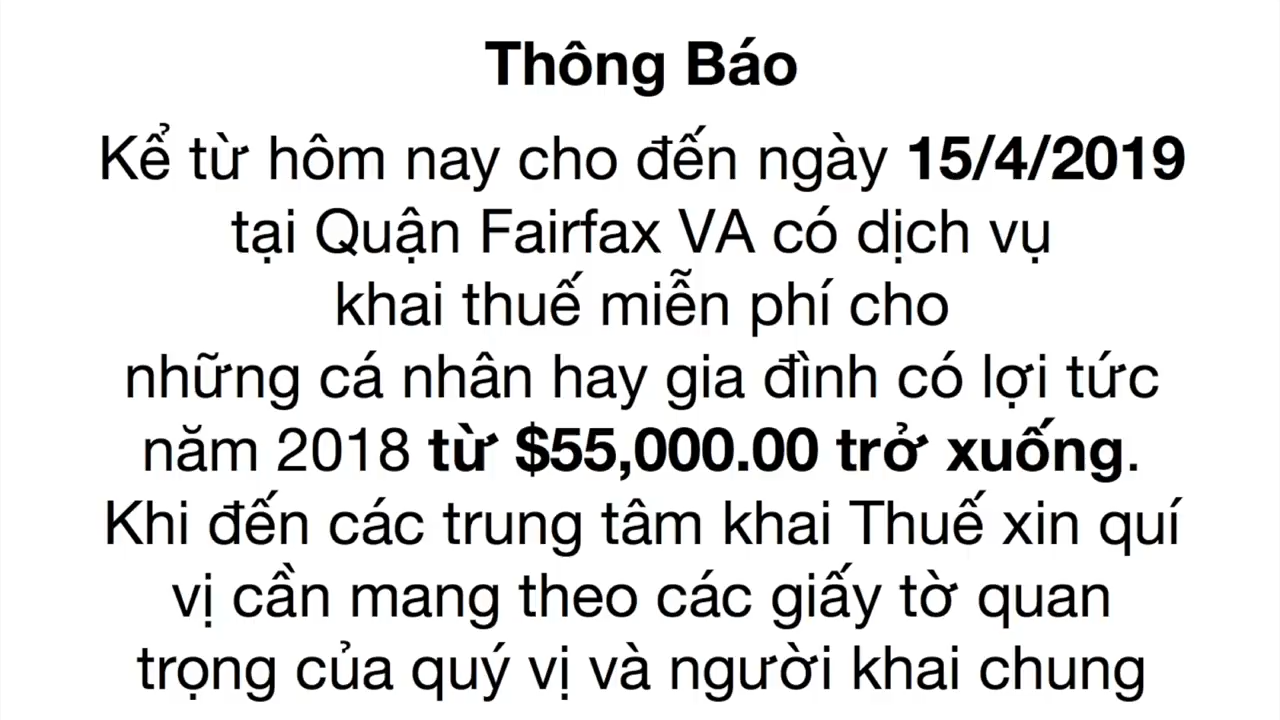 Thông Báo
Kể từ hôm nay cho đến ngày 15/4/2019
tại Quận Fairfax VA có dịch vụ
khai thuế miễn phí cho
những cá nhân hay gia đình có lợi tức
năm 2018 từ $55,000.00 trở xuống.
Khi đến các trung tâm khai Thuế xin quí
vị cần mang theo các giấy tờ quan
trọng của quý vị và người khai chung